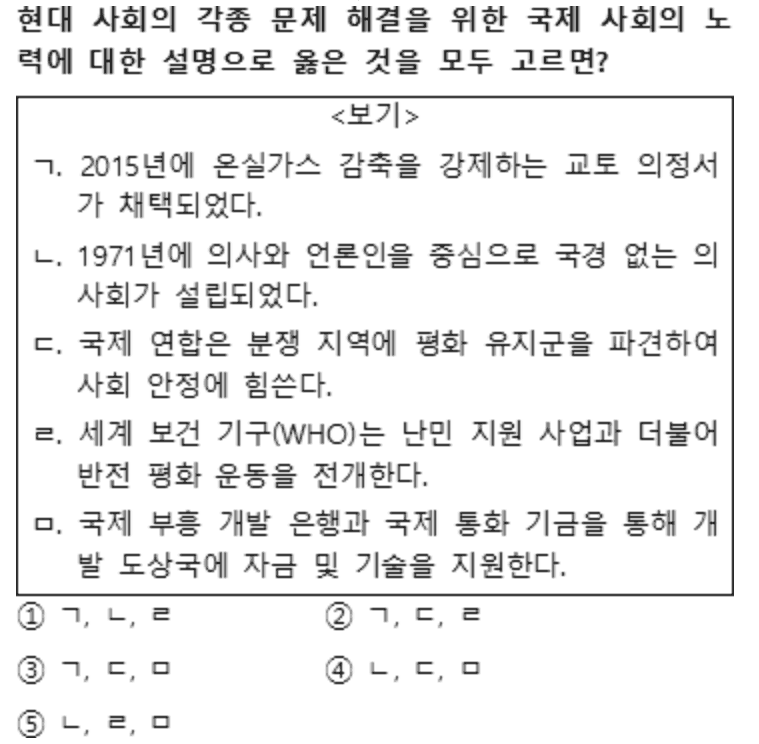 현대 사회의 각종 문제 해결을 위한 국제 사회의 노
력에 대한 설명으로 옳은 것을 모두 고르면?
<보기>
ㄱ. 2015년에 온실가스 감축을 강제하는 교토 의정서
가 채택되었다.
ㄴ. 1971년에 의사와 언론인을 중심으로 국경 없는 의
사회가 설립되었다.
ㄷ. 국제 연합은 분쟁 지역에 평화 유지군을 파견하여
사회 안정에 힘쓴다.
ㄹ. 세계 보건 기구(WHO)는 난민 지원 사업과 더불어
반전 평화 운동을 전개한다.
ㅁ. 국제 부흥 개발 은행과 국제 통화 기금을 통해 개
발 도상국에 자금 및 기술을 지원한다.
① ㄱ, ㄴ, ㄹ ② ㄱ, ㄷ, ㄹ
③ ㄱ, ㄷ, ㅁ ④ ㄴ, ㄷ, ㅁ
⑤ ㄴ, ㄹ, ㅁ